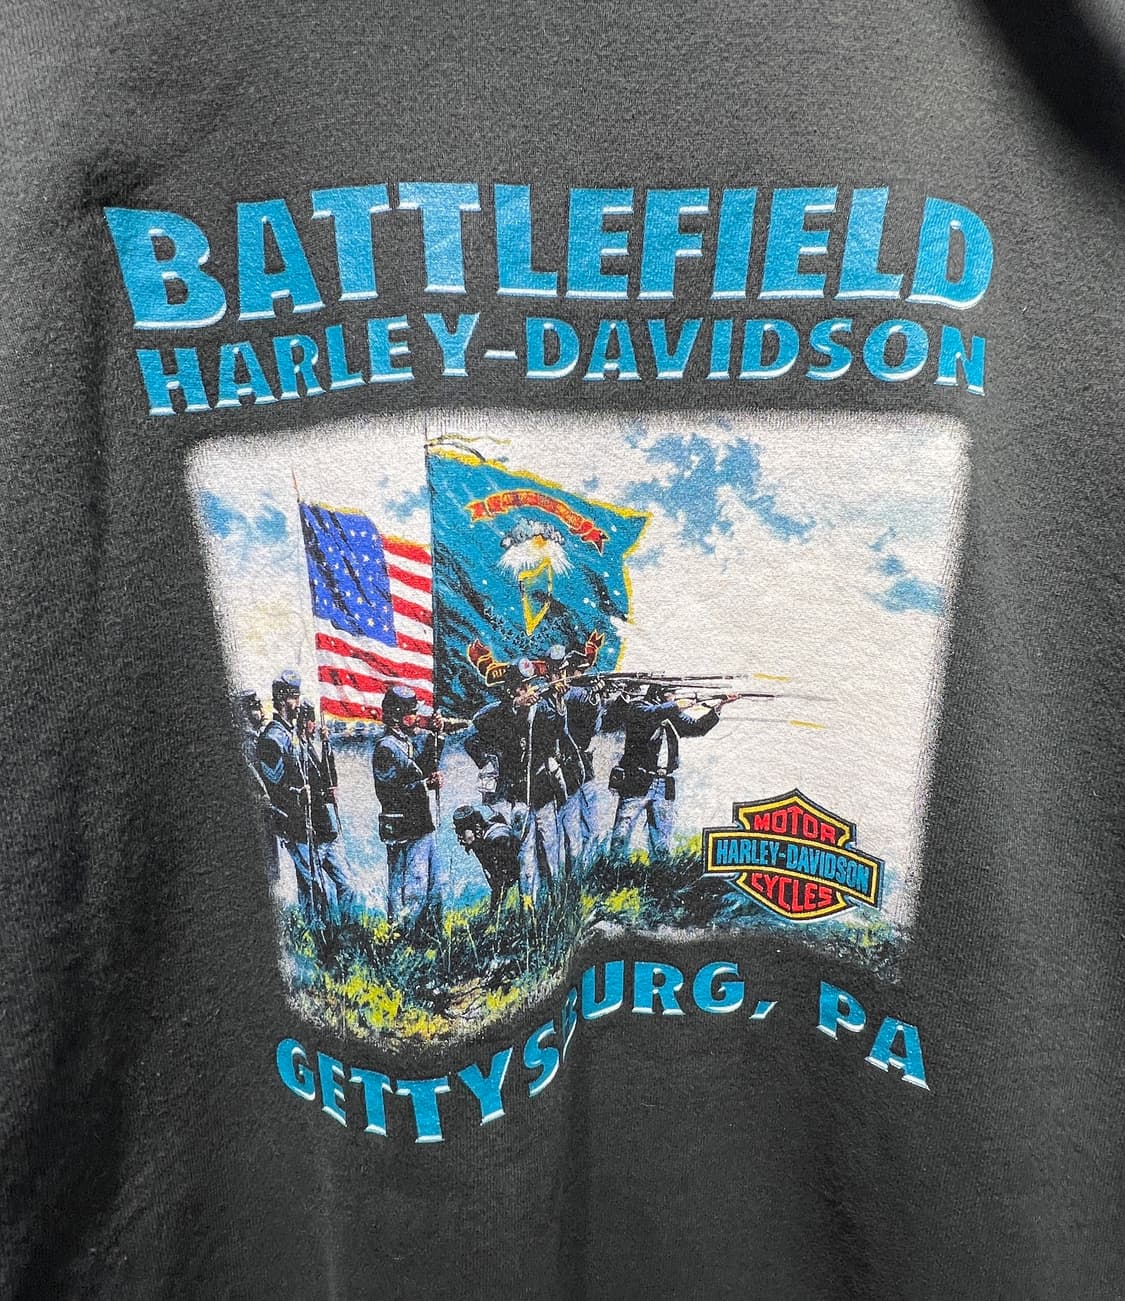 BATTLEFIELD
HARLEY-DAVIDSON
MOTOR
HARLEY-DAVIDSON
CYCLES
GETTYSBURG, PA